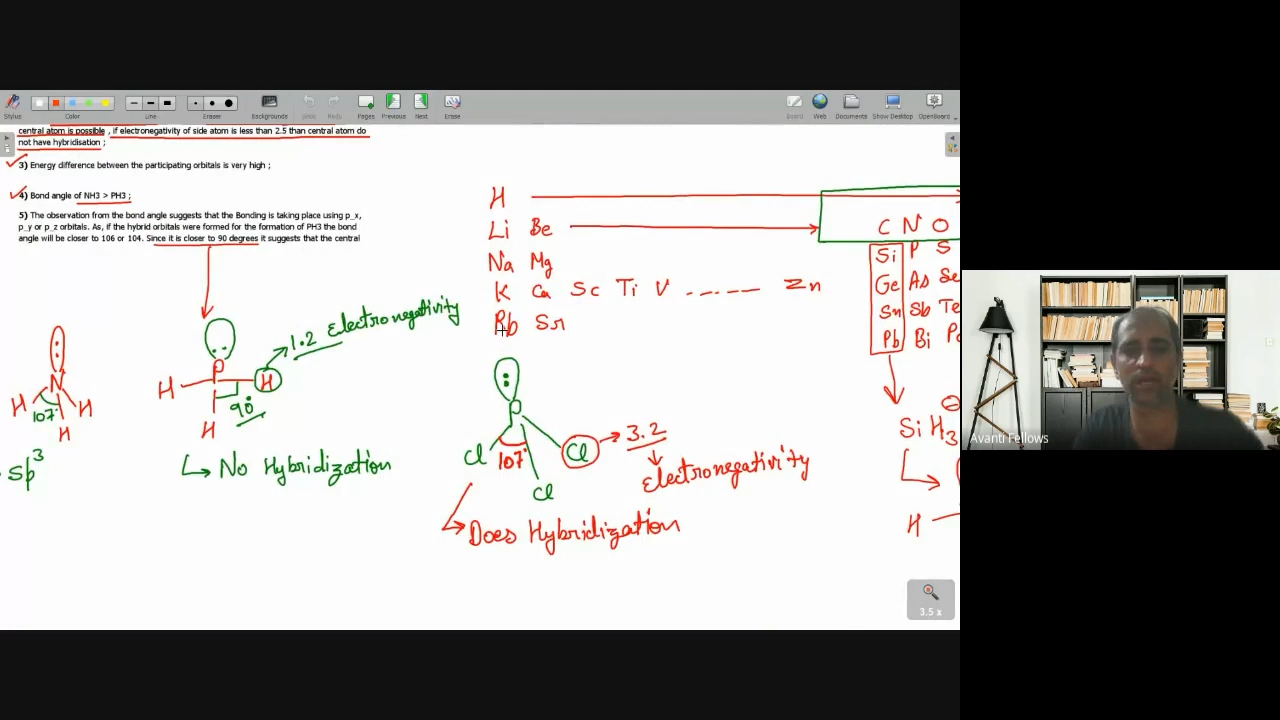 Stylus
Color
Line
Eraser
Backgrounds
Undo
Redo
Pages
Previous
Next
Erase
Board
Web
Documents
Show Desktop
OpenBoard
central atom is possible , if electronegativity of side atom is less than 2.5 than central atom do
not have hybridisation ;
3) Energy difference between the participating orbitals is very high ;
4) Bond angle of NH3 > PH3 ;
5) The observation from the bond angle suggests that the Bonding is taking place using p_x,
p_y or p_z orbitals. As, if the hybrid orbitals were formed for the formation of PH3 the bond
angle will be closer to 106 or 104. Since it is closer to 90 degrees it suggests that the central
H
Li Be C N O
Na Mg Si P S
K Ca Sc Ti V ------ Zn Ge As Se
Rb Sr Sn Sb Te
Pb Bi Po
N
H 107° H
H
sp³
1.2 Electronegativity
P
H H
90°
H
No Hybridization
P
Cl 107° Cl
Cl
3.2
Electronegativity
Does Hybridization
SiH3 ⊖
H
Avanti Fellows
3.5 x